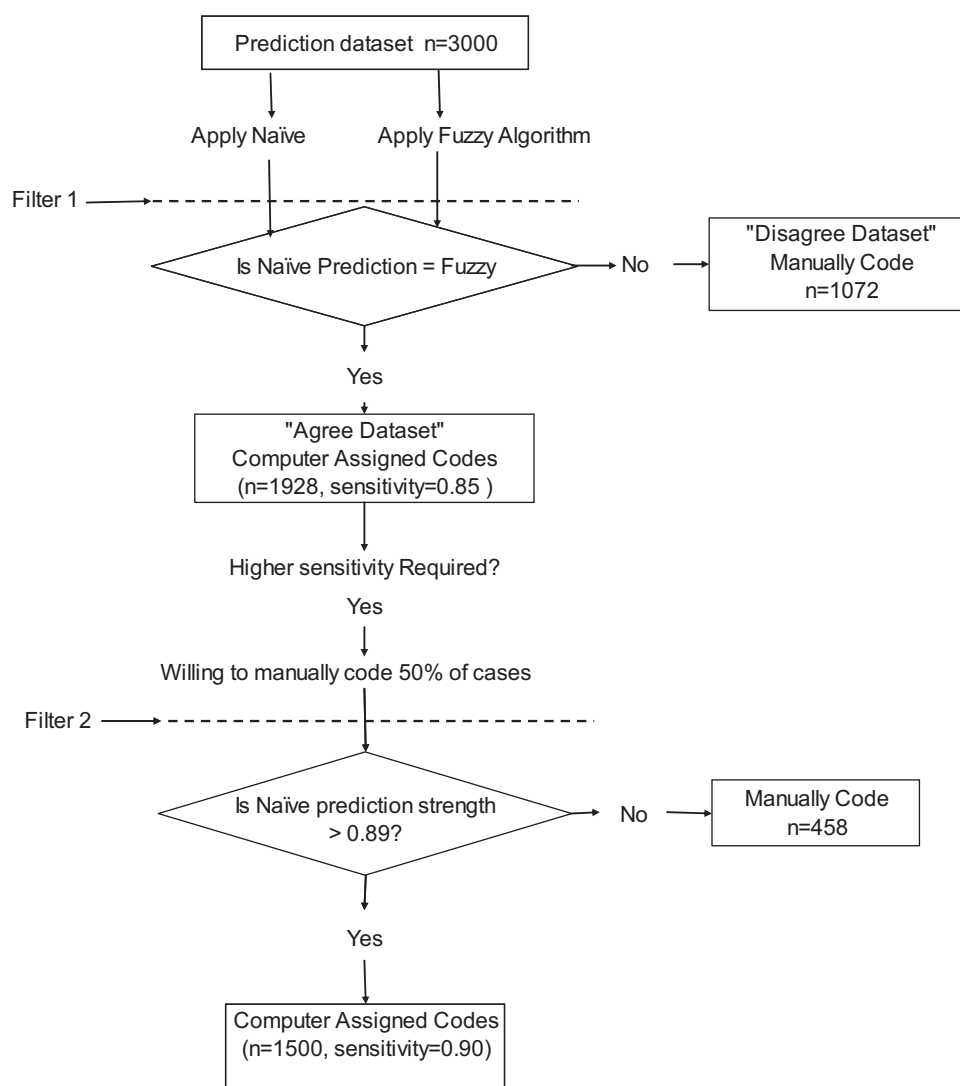 Prediction dataset n=3000
Apply Naïve
Apply Fuzzy Algorithm
Filter 1
Is Naïve Prediction = Fuzzy
No
"Disagree Dataset"
Manually Code
n=1072
Yes
"Agree Dataset"
Computer Assigned Codes
(n=1928, sensitivity=0.85 )
Higher sensitivity Required?
Yes
Willing to manually code 50% of cases
Filter 2
Is Naïve prediction strength
> 0.89?
No
Manually Code
n=458
Yes
Computer Assigned Codes
(n=1500, sensitivity=0.90)